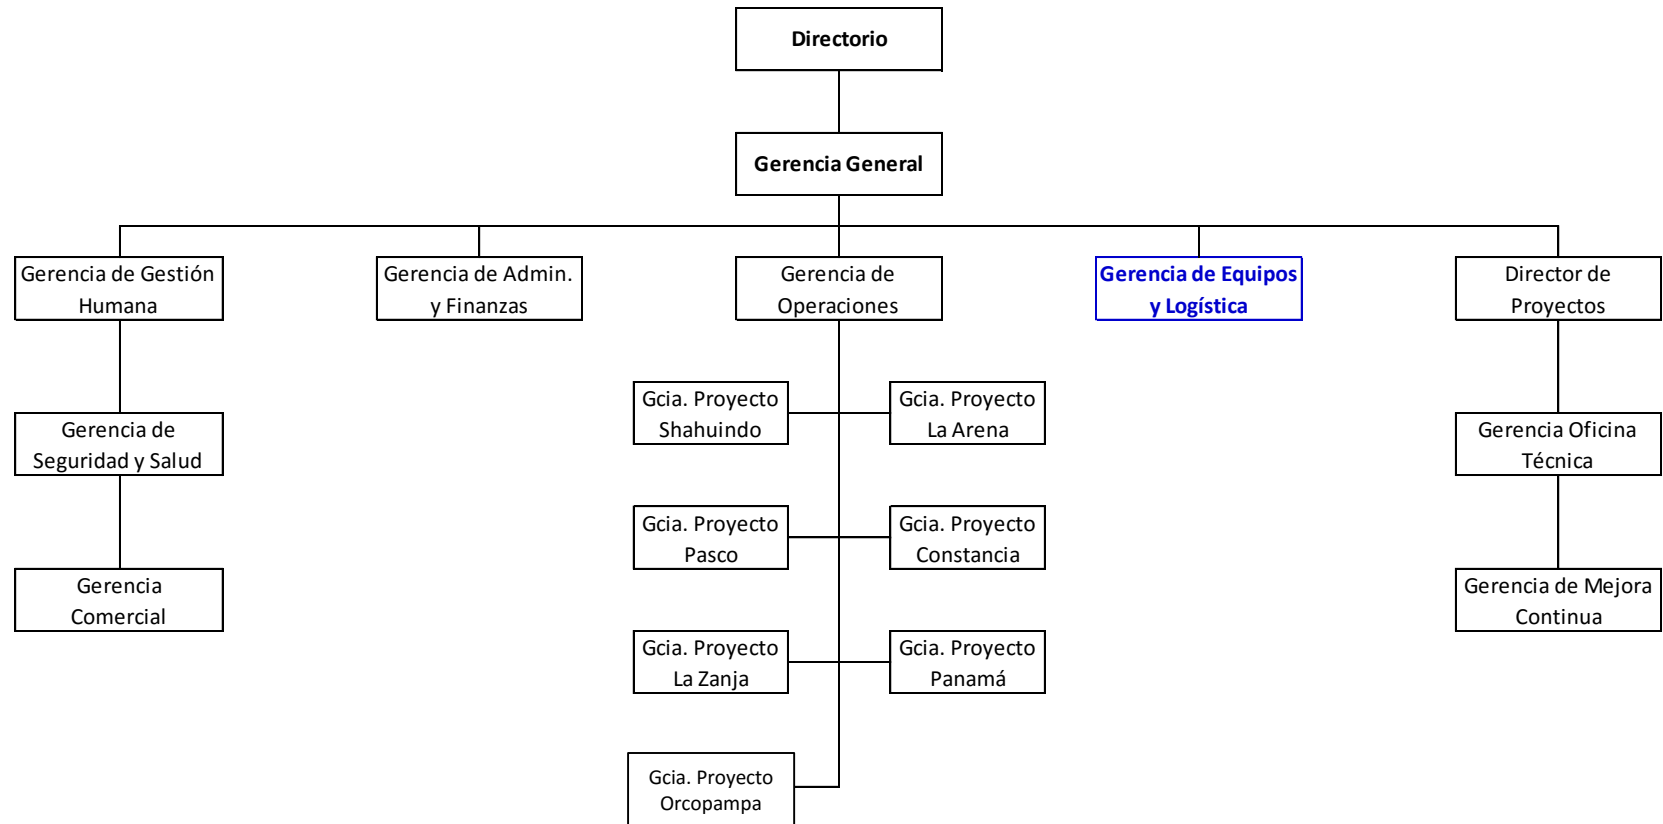 Directorio
Gerencia General
Gerencia de Gestión
Humana
Gerencia de Admin.
y Finanzas
Gerencia de
Operaciones
Gerencia de Equipos
y Logística
Director de
Proyectos
Gcia. Proyecto
Shahuindo
Gcia. Proyecto
La Arena
Gerencia de
Seguridad y Salud
Gerencia Oficina
Técnica
Gcia. Proyecto
Pasco
Gcia. Proyecto
Constancia
Gerencia
Comercial
Gerencia de Mejora
Continua
Gcia. Proyecto
La Zanja
Gcia. Proyecto
Panamá
Gcia. Proyecto
Orcopampa